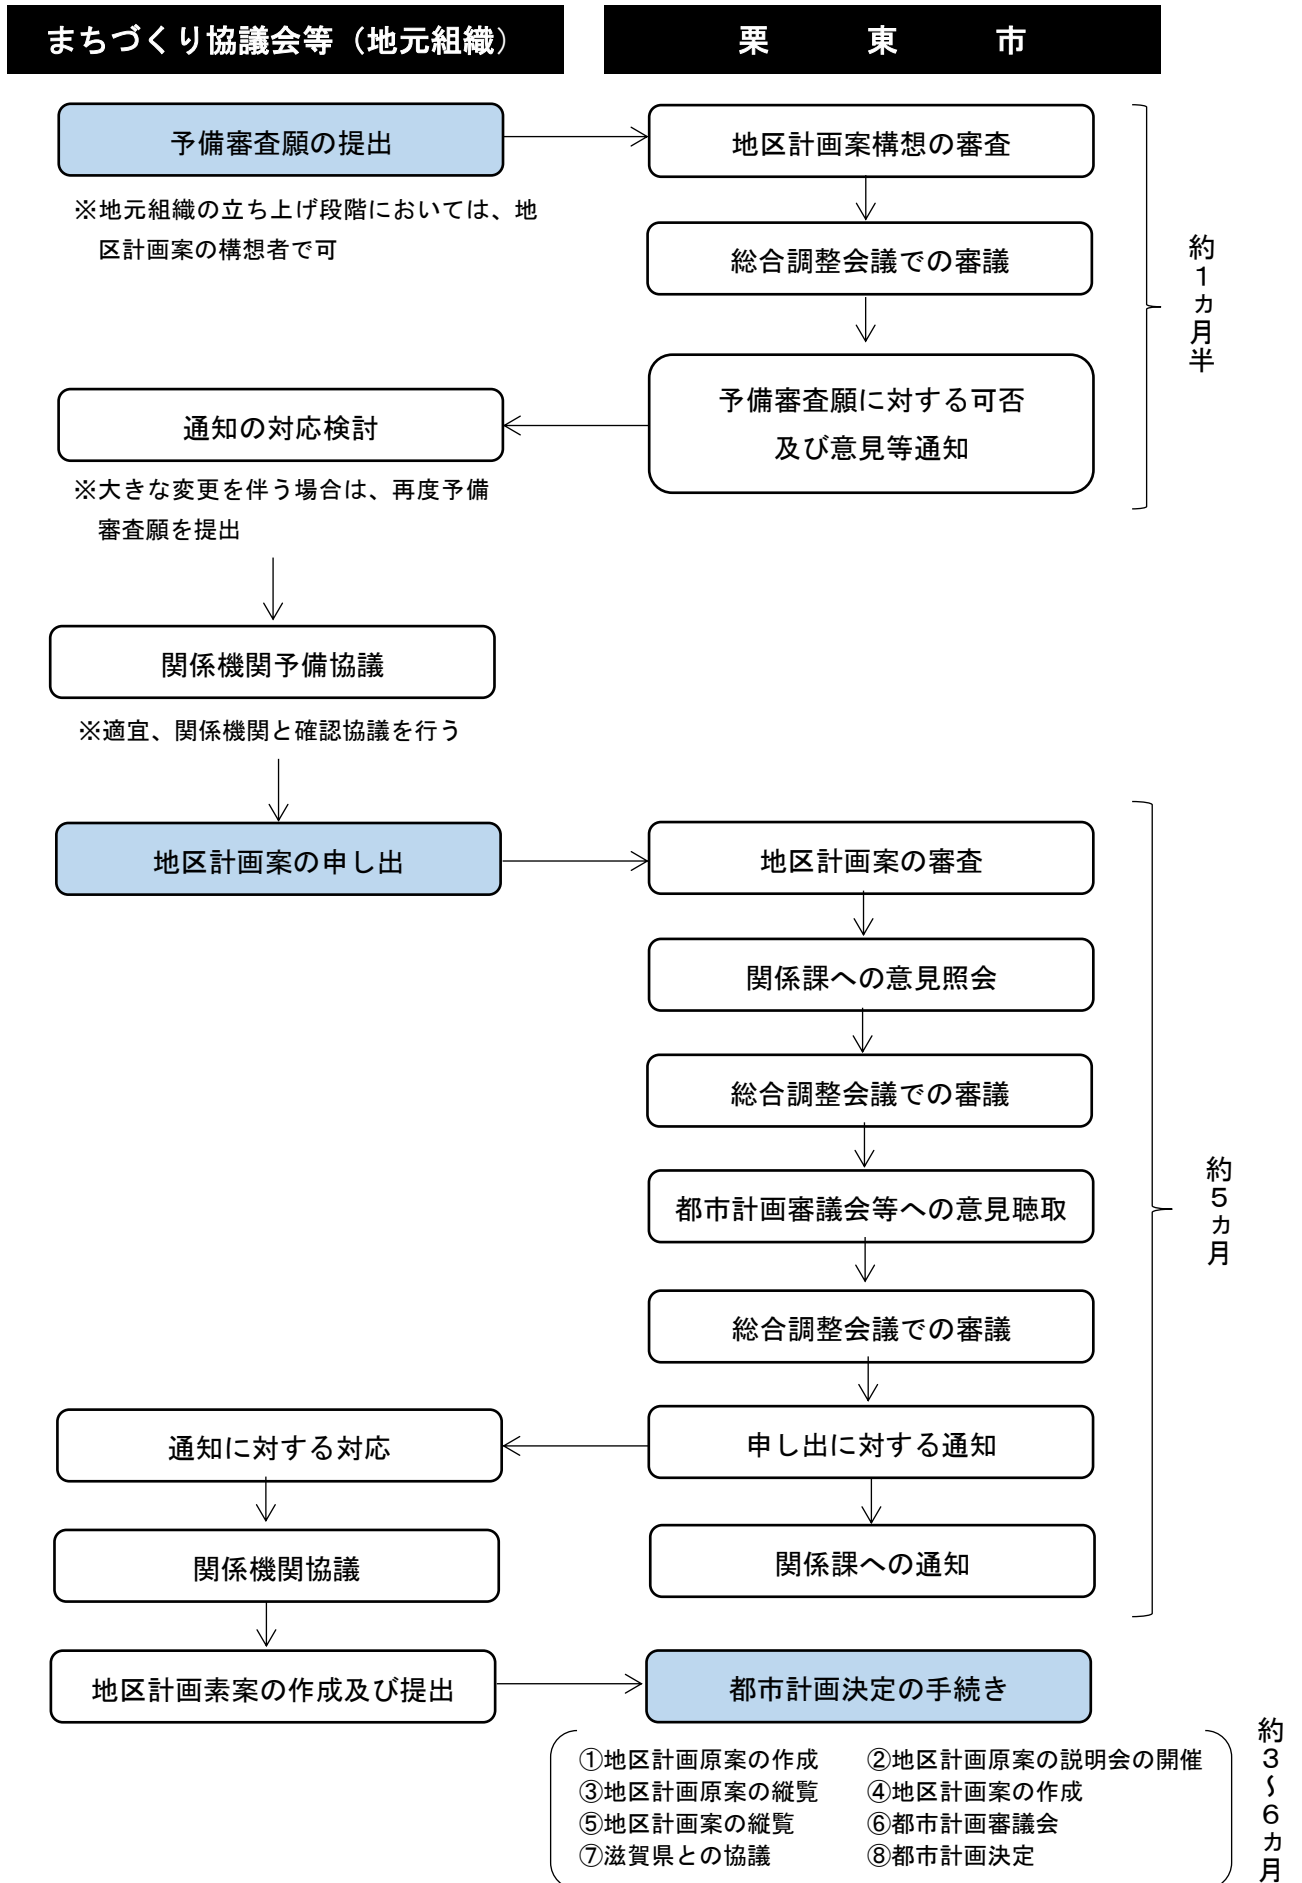 まちづくり協議会等（地元組織）
栗東市
予備審査願の提出
地区計画案構想の審査
※地元組織の立ち上げ段階においては、地
区計画案の構想者で可
総合調整会議での審議
約１ヵ月半
予備審査願に対する可否
及び意見等通知
通知の対応検討
※大きな変更を伴う場合は、再度予備
審査願を提出
関係機関予備協議
※適宜、関係機関と確認協議を行う
地区計画案の申し出
地区計画案の審査
関係課への意見照会
総合調整会議での審議
都市計画審議会等への意見聴取
約５ヵ月
総合調整会議での審議
申し出に対する通知
通知に対する対応
関係課への通知
関係機関協議
地区計画素案の作成及び提出
都市計画決定の手続き
①地区計画原案の作成　②地区計画原案の説明会の開催
③地区計画原案の縦覧　④地区計画案の作成
⑤地区計画案の縦覧　⑥都市計画審議会
⑦滋賀県との協議　⑧都市計画決定
約３～６ヵ月